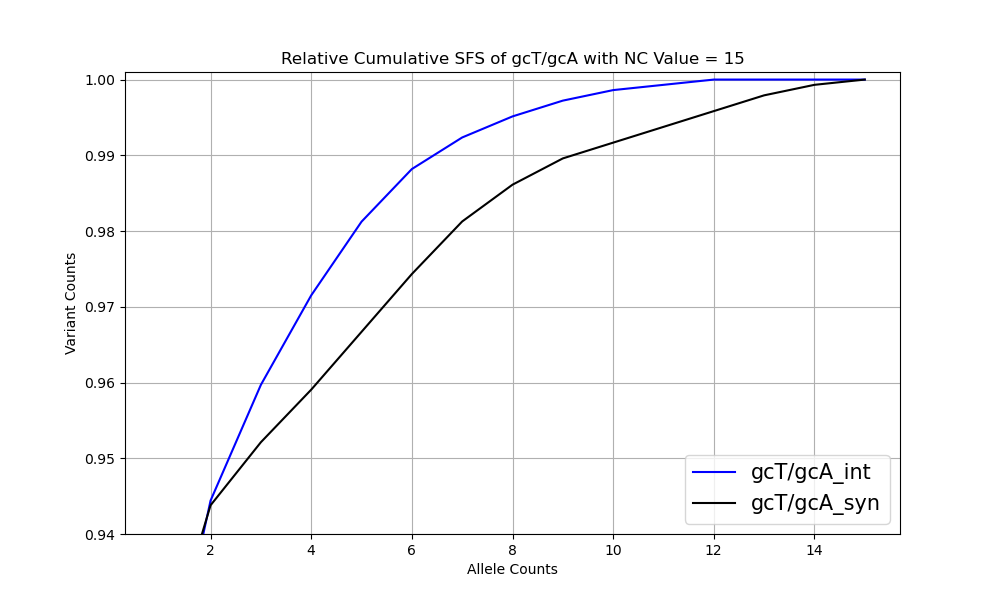 Relative Cumulative SFS of gcT/gcA with NC Value = 15
1.00
0.99
0.98
0.97
0.96
0.95
0.94
Variant Counts
gcT/gcA_int
gcT/gcA_syn
2 4 6 8 10 12 14
Allele Counts